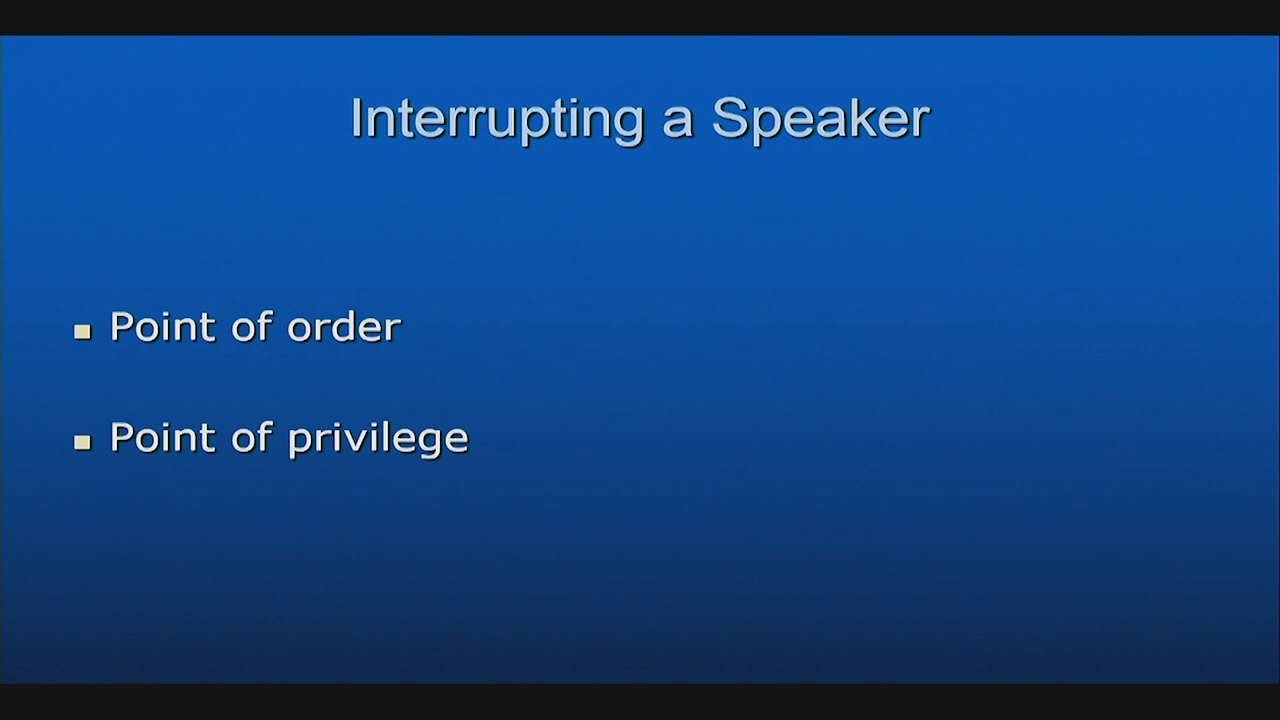 Interrupting a Speaker
Point of order
Point of privilege